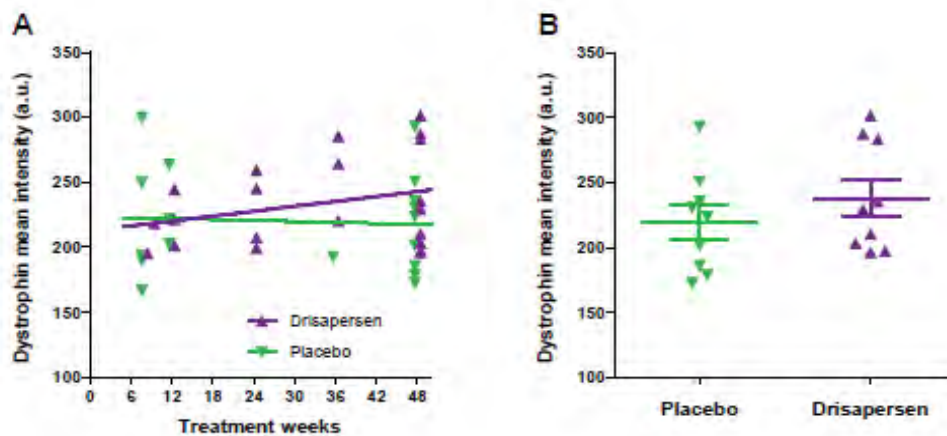 A
B
Dystrophin mean intensity (a.u.)
350
300
250
200
150
100
0 6 12 18 24 30 36 42 48
Treatment weeks
Drisapersen
Placebo
Dystrophin mean intensity (a.u.)
350
300
250
200
150
100
Placebo Drisapersen